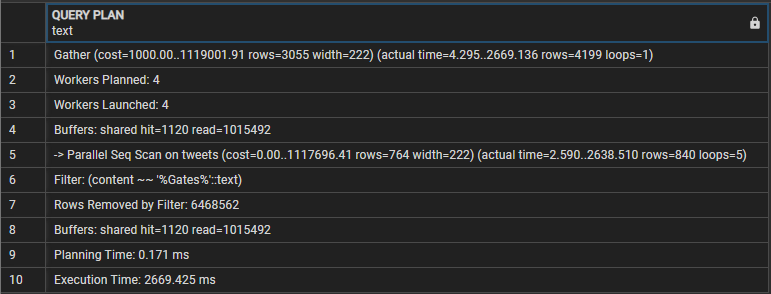 QUERY PLAN
text
1 Gather (cost=1000.00..1119001.91 rows=3055 width=222) (actual time=4.295..2669.136 rows=4199 loops=1)
2 Workers Planned: 4
3 Workers Launched: 4
4 Buffers: shared hit=1120 read=1015492
5 -> Parallel Seq Scan on tweets (cost=0.00..1117696.41 rows=764 width=222) (actual time=2.590..2638.510 rows=840 loops=5)
6 Filter: (content ~~ '%Gates%'::text)
7 Rows Removed by Filter: 6468562
8 Buffers: shared hit=1120 read=1015492
9 Planning Time: 0.171 ms
10 Execution Time: 2669.425 ms